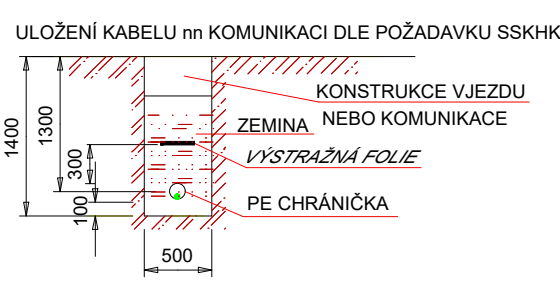 ULOŽENÍ KABELU nn KOMUNIKACI DLE POŽADAVKU SSKHK
KONSTRUKCE VJEZDU
NEBO KOMUNIKACE
ZEMINA
VÝSTRAŽNÁ FOLIE
PE CHRÁNIČKA
1400
1300
300
100
500